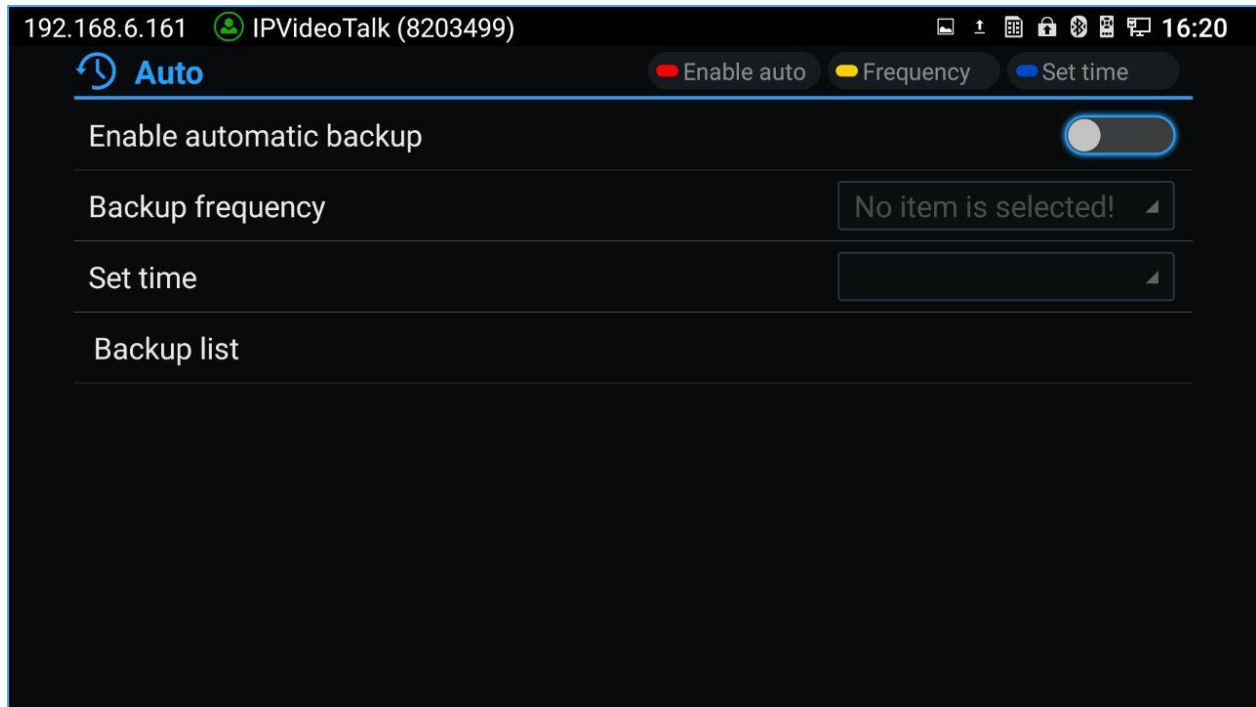 192.168.6.161 IPVideoTalk (8203499) 16:20
Auto Enable auto Frequency Set time
Enable automatic backup
Backup frequency No item is selected!
Set time
Backup list